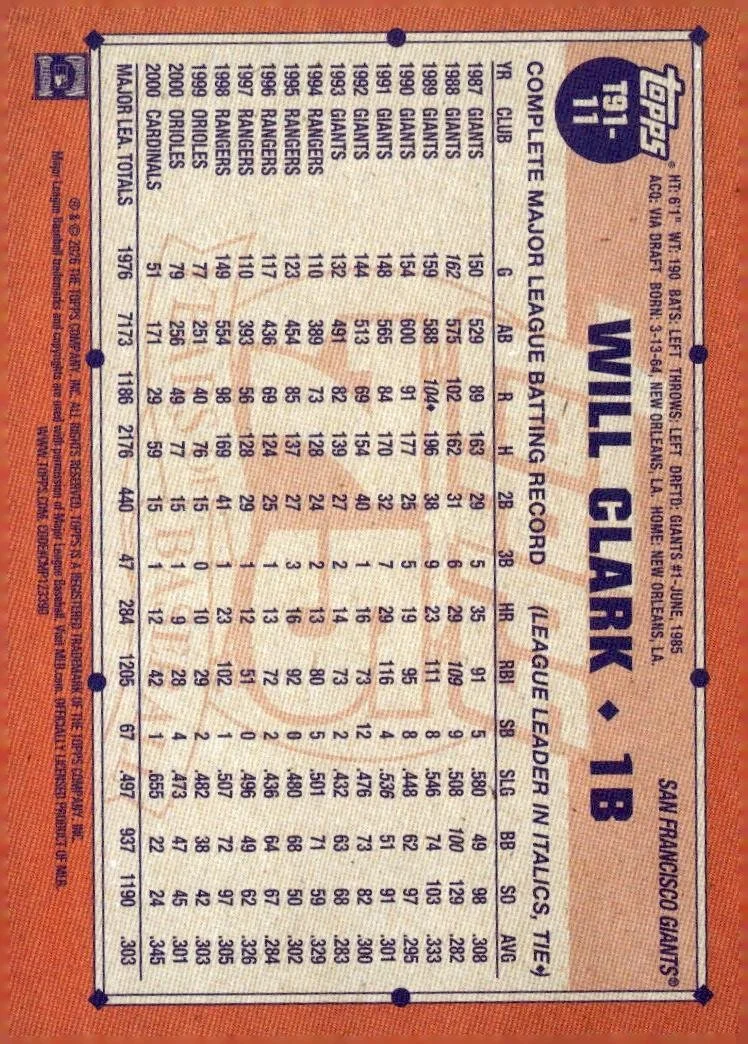 topps®
T91-
11
HT: 6'1" WT: 190 BATS: LEFT THROWS: LEFT DRFTD: GIANTS #1-JUNE, 1985
ACQ: VIA DRAFT BORN: 3-13-64, NEW ORLEANS, LA. HOME: NEW ORLEANS, LA.
SAN FRANCISCO GIANTS®
WILL CLARK ♦ 1B
COMPLETE MAJOR LEAGUE BATTING RECORD (LEAGUE LEADER IN ITALICS, TIE♦)
YR CLUB G AB R H 2B 3B HR RBI SB SLG BB SO AVG
1987 GIANTS 150 529 89 163 29 5 35 91 5 .580 49 98 .308
1988 GIANTS 162 575 102 162 31 6 29 109 9 .508 100 129 .282
1989 GIANTS 159 588 104♦ 196 38 9 23 111 8 .546 74 103 .333
1990 GIANTS 154 600 91 177 25 5 19 95 8 .448 62 97 .295
1991 GIANTS 148 565 84 170 32 7 29 116 4 .536 51 91 .301
1992 GIANTS 144 513 69 154 40 1 16 73 12 .476 73 82 .300
1993 GIANTS 132 491 82 139 27 2 14 73 2 .432 63 68 .283
1994 RANGERS 110 389 73 128 24 2 13 80 5 .501 71 59 .329
1995 RANGERS 123 454 85 137 27 3 16 92 0 .480 68 50 .302
1996 RANGERS 117 436 69 124 25 1 13 72 2 .436 64 67 .284
1997 RANGERS 110 393 56 128 29 1 12 51 0 .496 49 62 .326
1998 RANGERS 149 554 98 169 41 1 23 102 1 .507 72 97 .305
1999 ORIOLES 77 251 40 76 15 0 10 29 2 .482 38 42 .303
2000 ORIOLES 79 256 49 77 15 1 9 28 4 .473 47 45 .301
2000 CARDINALS 51 171 29 59 15 1 12 42 1 .655 22 24 .345
MAJOR LEA. TOTALS 1976 7173 1186 2176 440 47 284 1205 67 .497 937 1190 .303
® & © 2026 THE TOPPS COMPANY, INC. ALL RIGHTS RESERVED. TOPPS IS A REGISTERED TRADEMARK OF THE TOPPS COMPANY, INC.
Major League Baseball trademarks and copyrights are used with permission of Major League Baseball. Visit MLB.com. OFFICIALLY LICENSED PRODUCT OF MLB.
WWW.TOPPS.COM. CODE#CMP123390